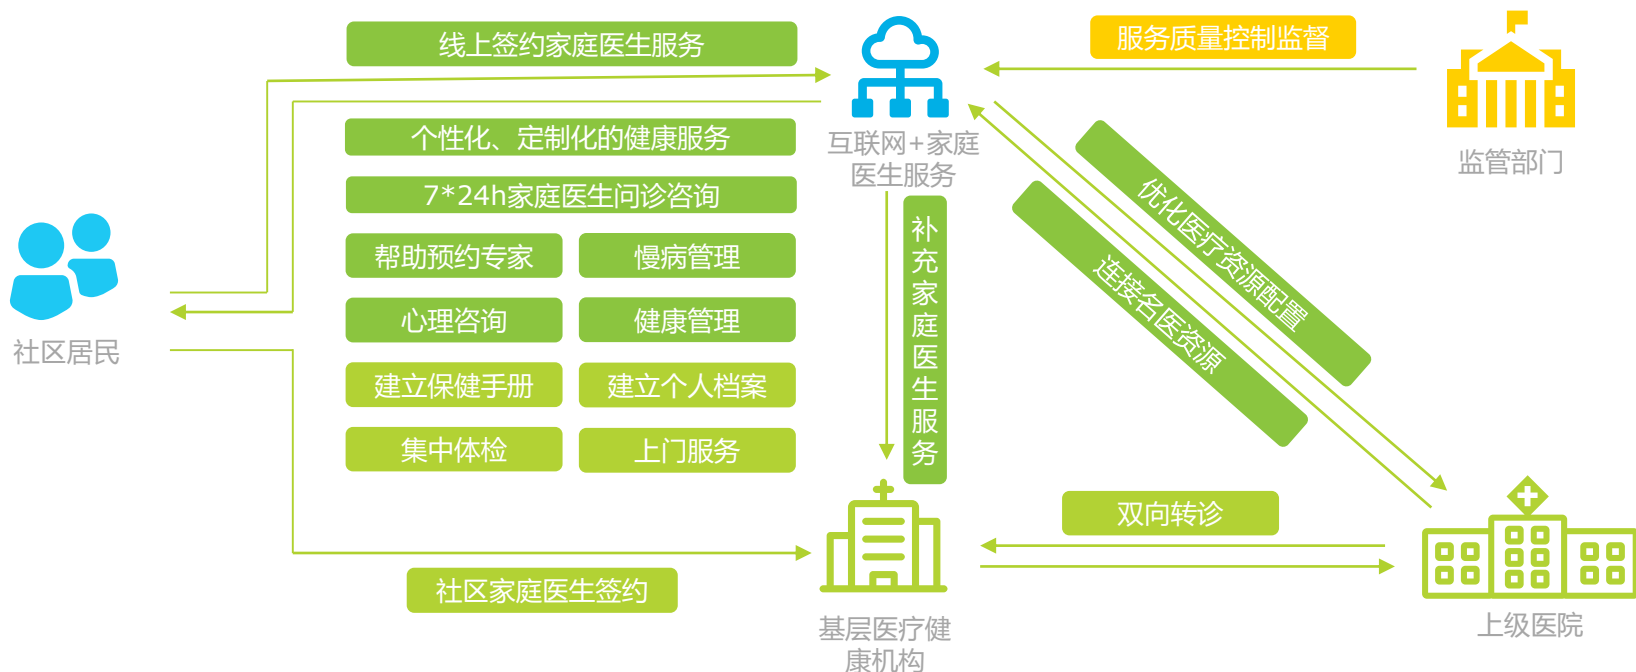 线上签约家庭医生服务
服务质量控制监督
个性化、定制化的健康服务
互联网+家庭
医生服务
监管部门
7*24h家庭医生问诊咨询
优化医疗资源配置
连接名医资源
补充家庭医生服务
帮助预约专家
慢病管理
心理咨询
健康管理
社区居民
建立保健手册
建立个人档案
集中体检
上门服务
双向转诊
社区家庭医生签约
基层医疗健
康机构
上级医院